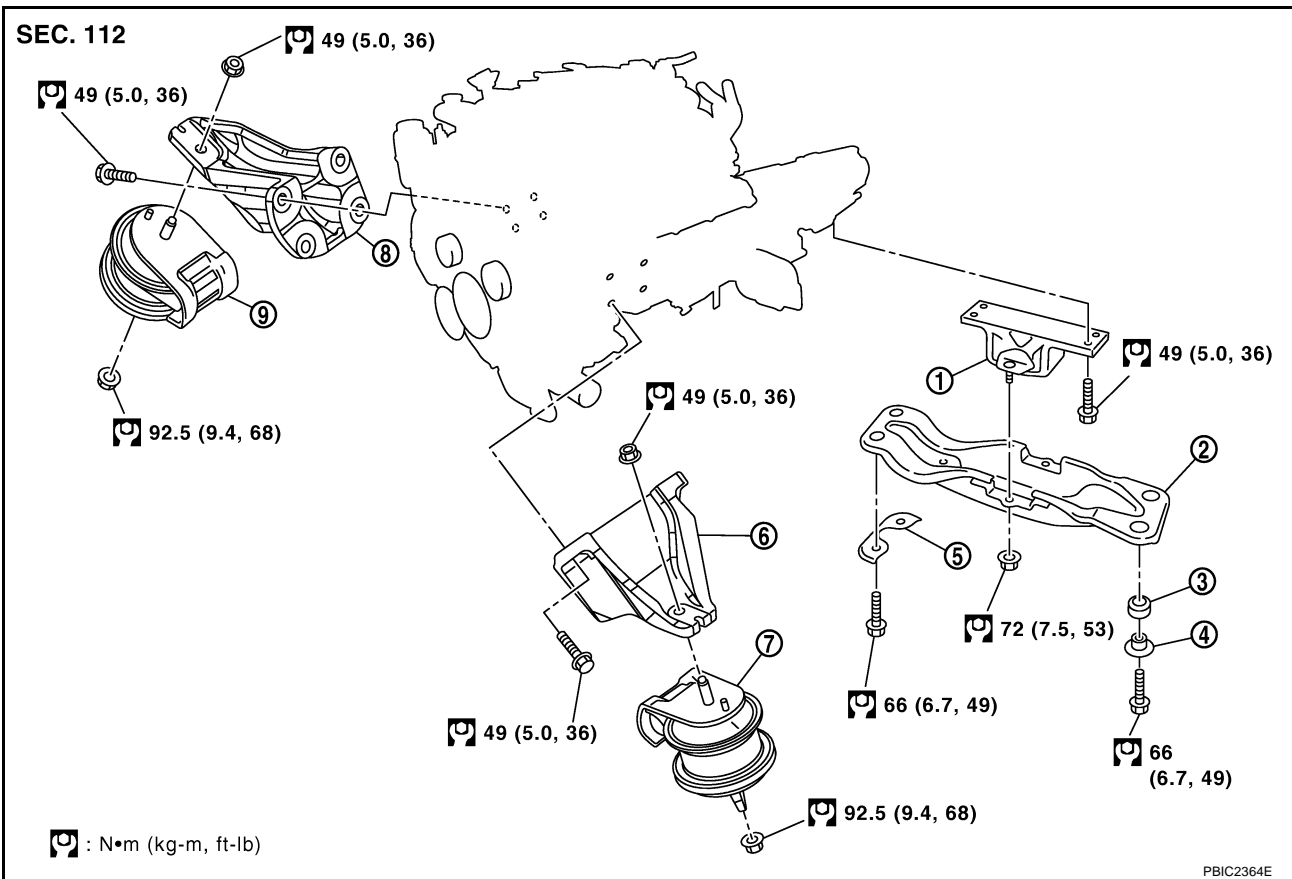 SEC. 112
49 (5.0, 36)
49 (5.0, 36)
8
9
92.5 (9.4, 68)
1
49 (5.0, 36)
49 (5.0, 36)
2
6
5
3
72 (7.5, 53)
4
7
66 (6.7, 49)
49 (5.0, 36)
66
(6.7, 49)
92.5 (9.4, 68)
: N•m (kg-m, ft-lb)
PBIC2364E